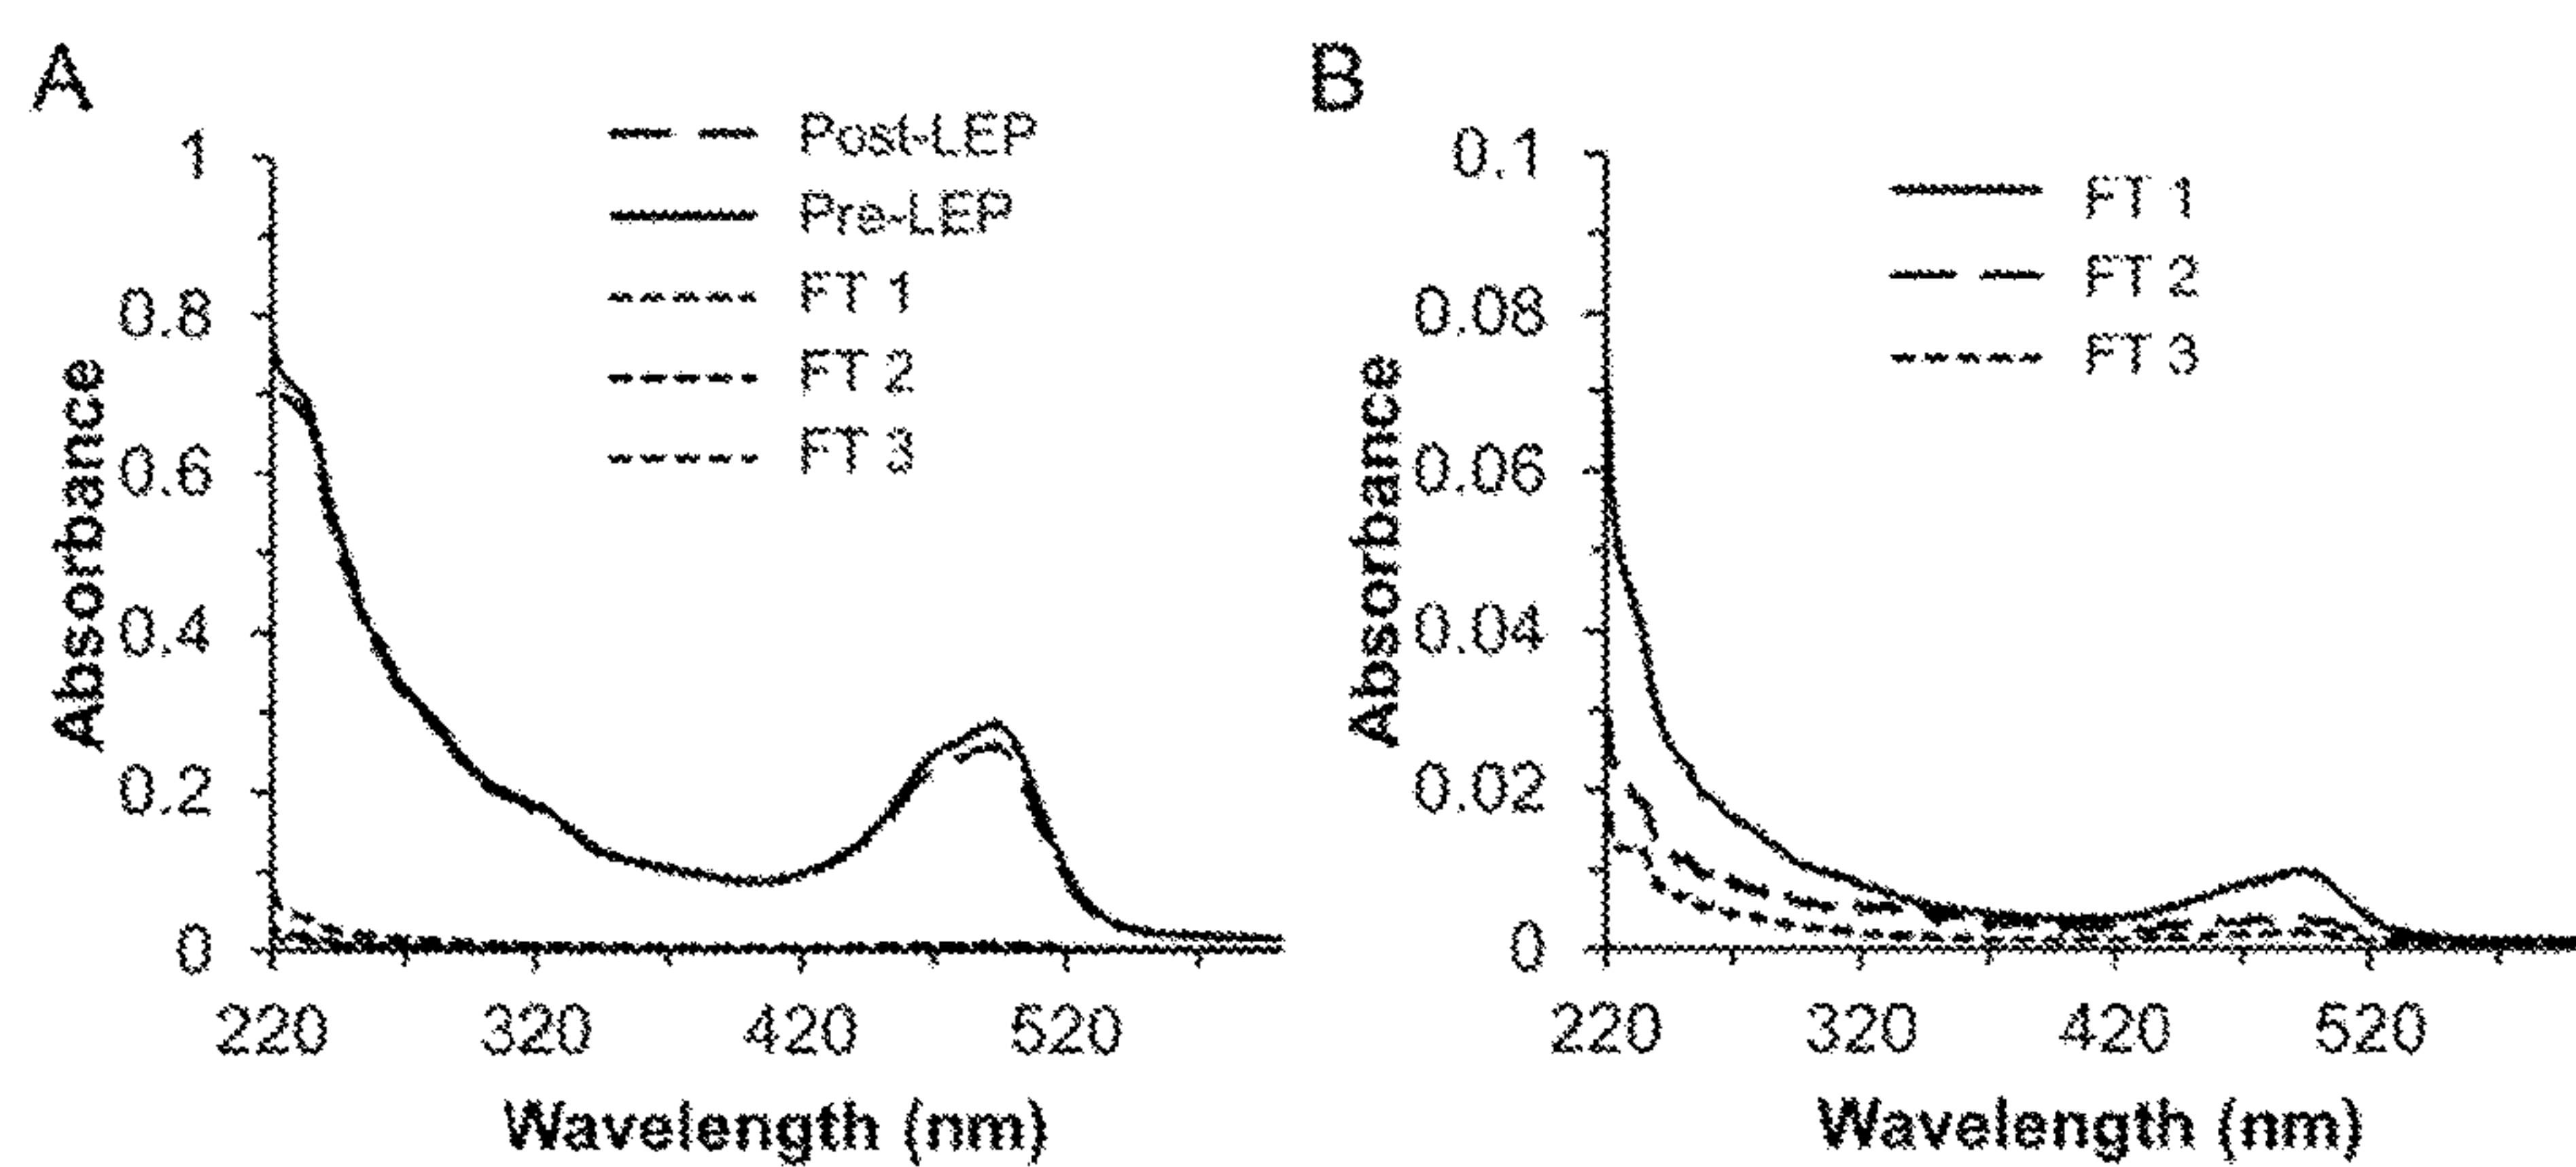 A
Absorbance
1
0.8
0.6
0.4
0.2
0
220
320
420
520
Wavelength (nm)
Post-LEP
Pre-LEP
FT 1
FT 2
FT 3
B
Absorbance
0.1
0.08
0.06
0.04
0.02
0
220
320
420
520
Wavelength (nm)
FT 1
FT 2
FT 3